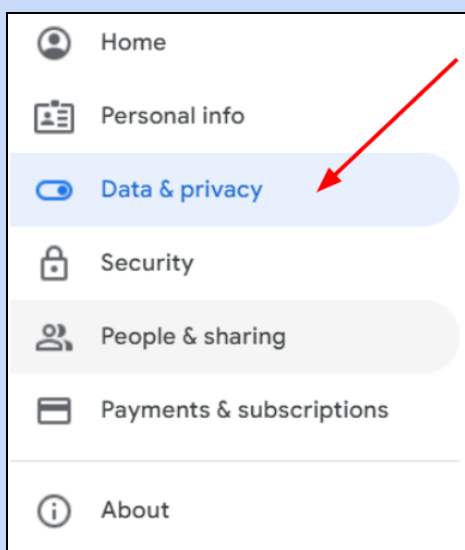 Home
Personal info
Data & privacy
Security
People & sharing
Payments & subscriptions
About